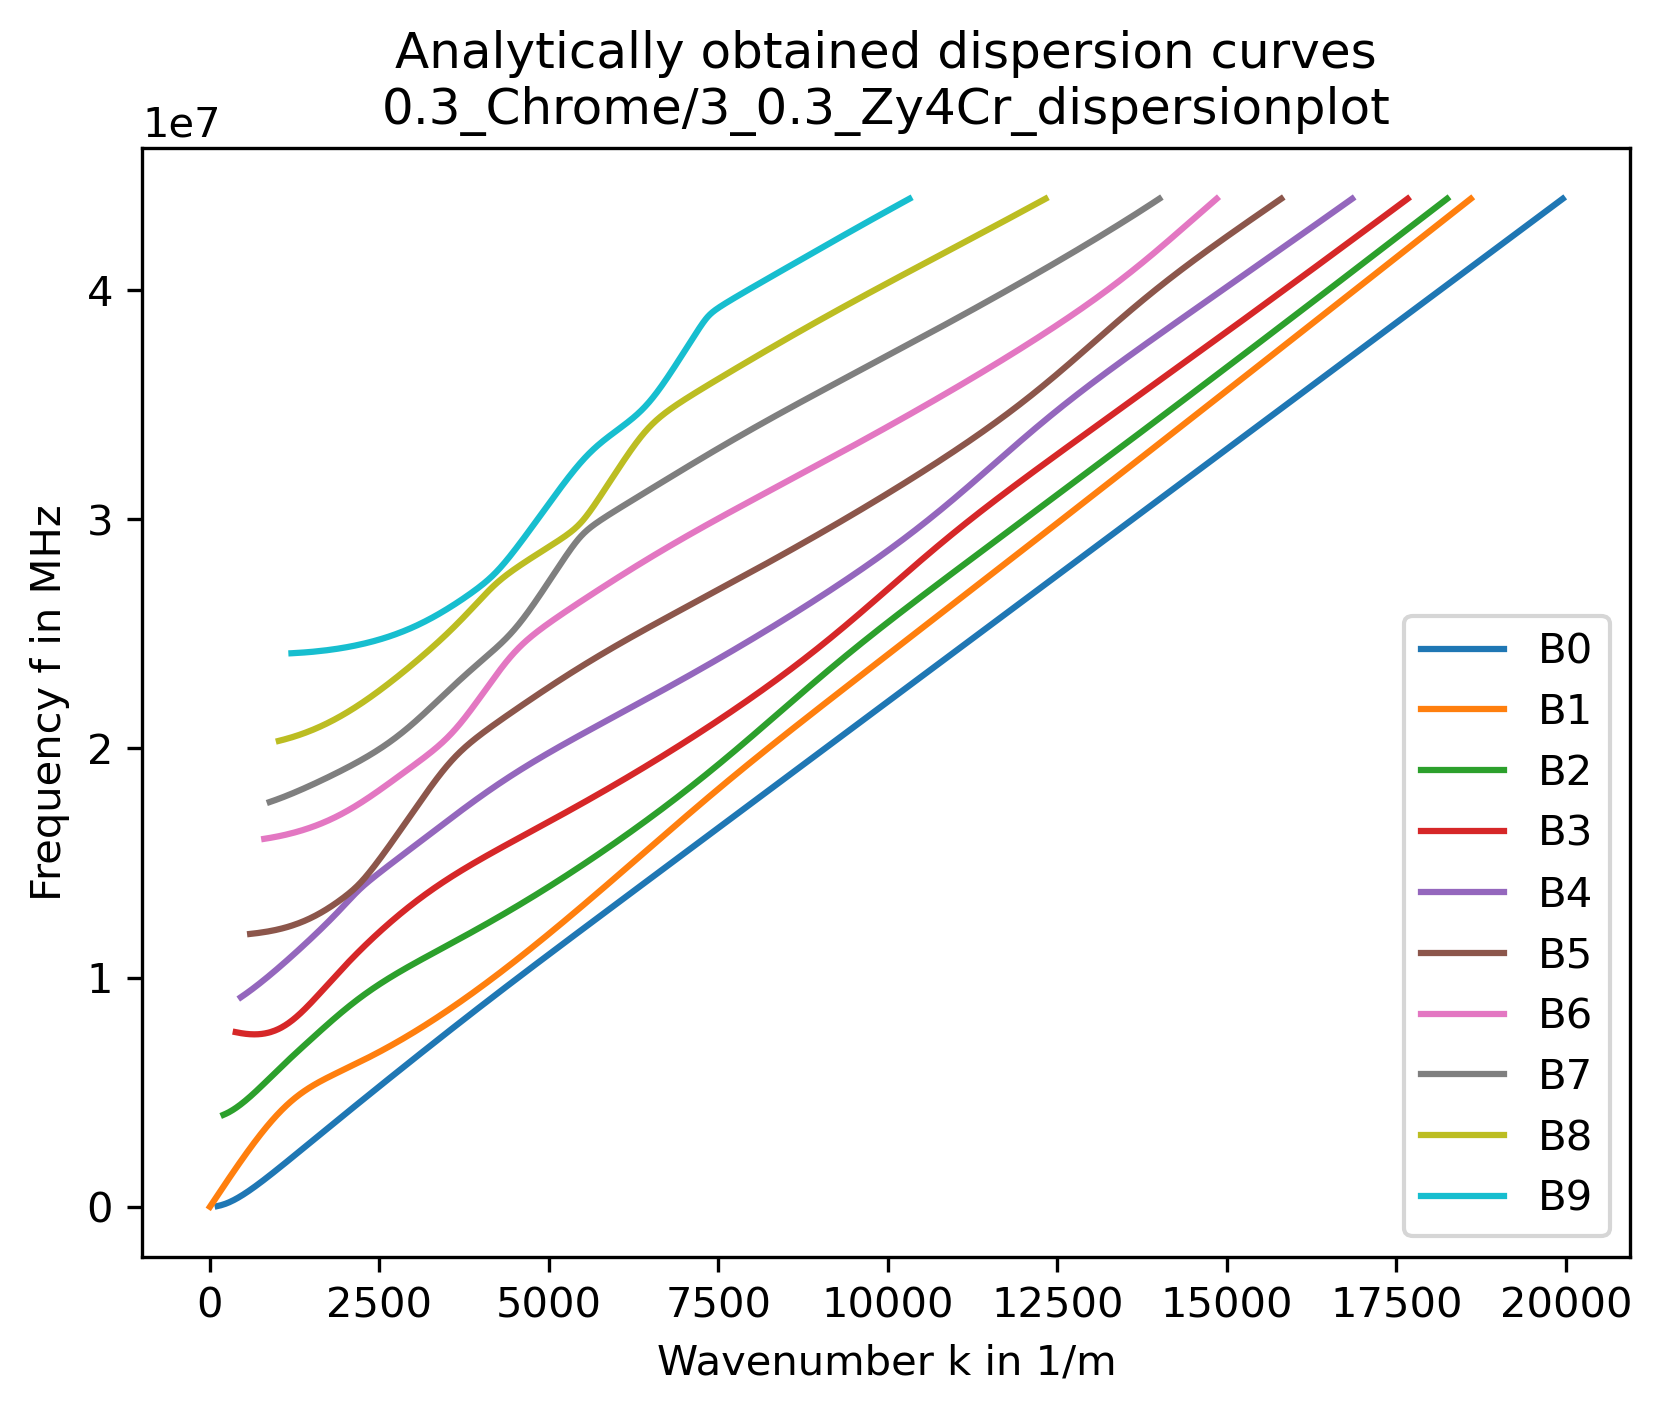 Analytically obtained dispersion curves
0.3_Chrome/3_0.3_Zy4Cr_dispersionplot
1e7
4
3
2
1
0
Frequency f in MHz
0 2500 5000 7500 10000 12500 15000 17500 20000
Wavenumber k in 1/m
B0
B1
B2
B3
B4
B5
B6
B7
B8
B9